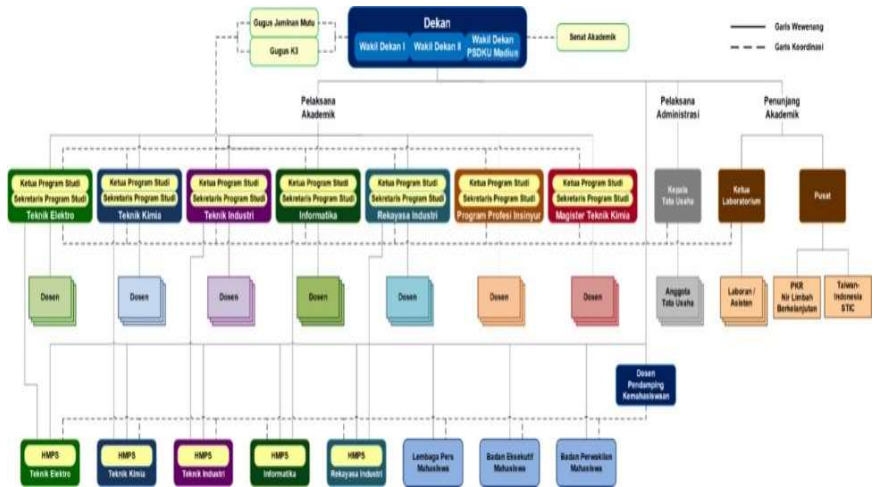 Dekan
Wakil Dekan I
Wakil Dekan II
Wakil Dekan
PSDKU Madiun
Gugus Jaminan Mutu
Gugus K3
Senat Akademik
Garis Wewenang
Garis Koordinasi
Pelaksana
Akademik
Pelaksana
Administrasi
Penunjang
Akademik
Ketua Program Studi
Sekretaris Program Studi
Teknik Elektro
Ketua Program Studi
Sekretaris Program Studi
Teknik Kimia
Ketua Program Studi
Sekretaris Program Studi
Teknik Industri
Ketua Program Studi
Sekretaris Program Studi
Informatika
Ketua Program Studi
Sekretaris Program Studi
Rekayasa Industri
Ketua Program Studi
Sekretaris Program Studi
Program Profesi Insinyur
Ketua Program Studi
Sekretaris Program Studi
Magister Teknik Kimia
Kepala
Tata Usaha
Ketua
Laboratorium
Pusat
Dosen
Dosen
Dosen
Dosen
Dosen
Dosen
Dosen
Anggota
Tata Usaha
Laboran /
Asisten
PKR
Nir Limbah
Berkelanjutan
Taiwan-
Indonesia
STIC
Dosen
Pendamping
Kemahasiswaan
HMPS
Teknik Elektro
HMPS
Teknik Kimia
HMPS
Teknik Industri
HMPS
Informatika
HMPS
Rekayasa Industri
Lembaga Pers
Mahasiswa
Badan Eksekutif
Mahasiswa
Badan Perwakilan
Mahasiswa